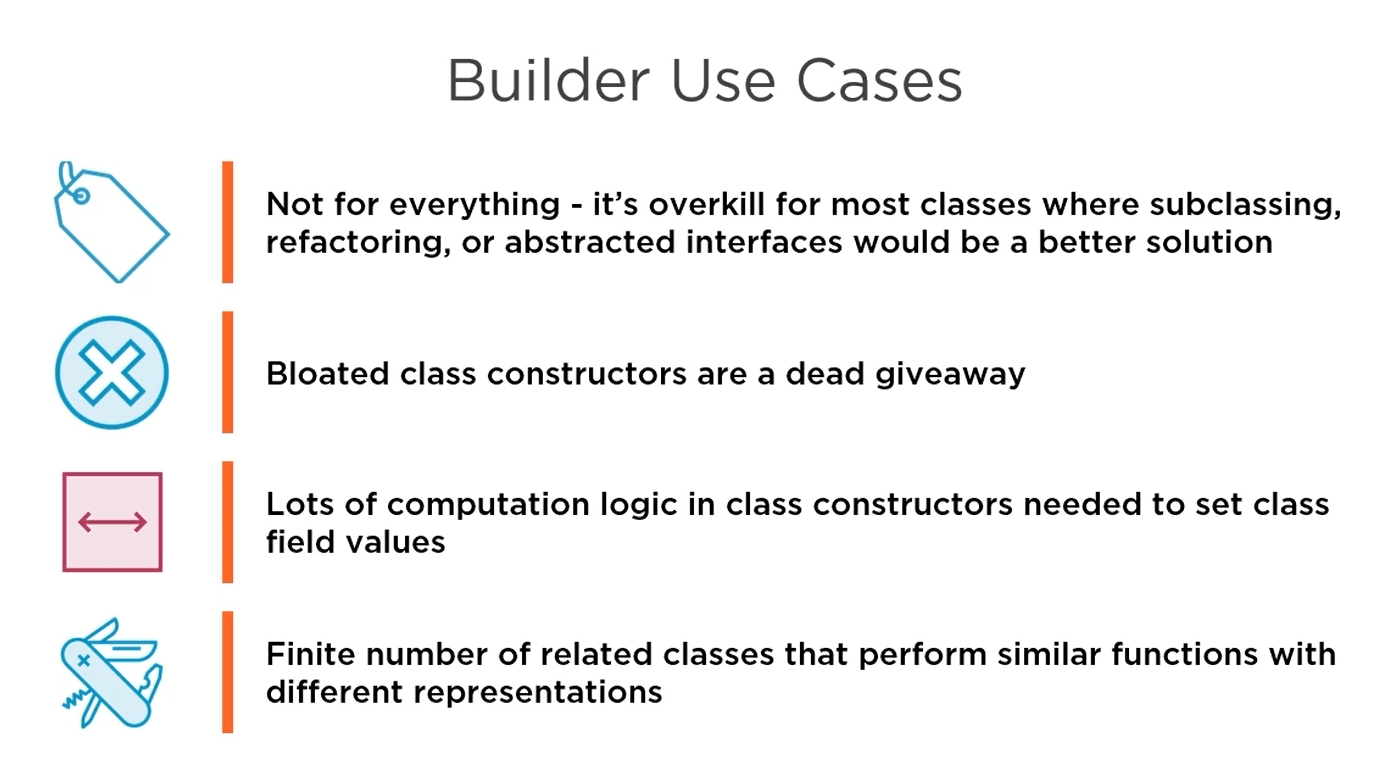 Builder Use Cases
Not for everything - it’s overkill for most classes where subclassing,
refactoring, or abstracted interfaces would be a better solution
Bloated class constructors are a dead giveaway
Lots of computation logic in class constructors needed to set class
field values
Finite number of related classes that perform similar functions with
different representations